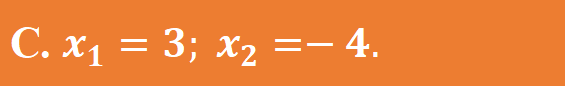 C. x₁ = 3; x₂ =− 4.